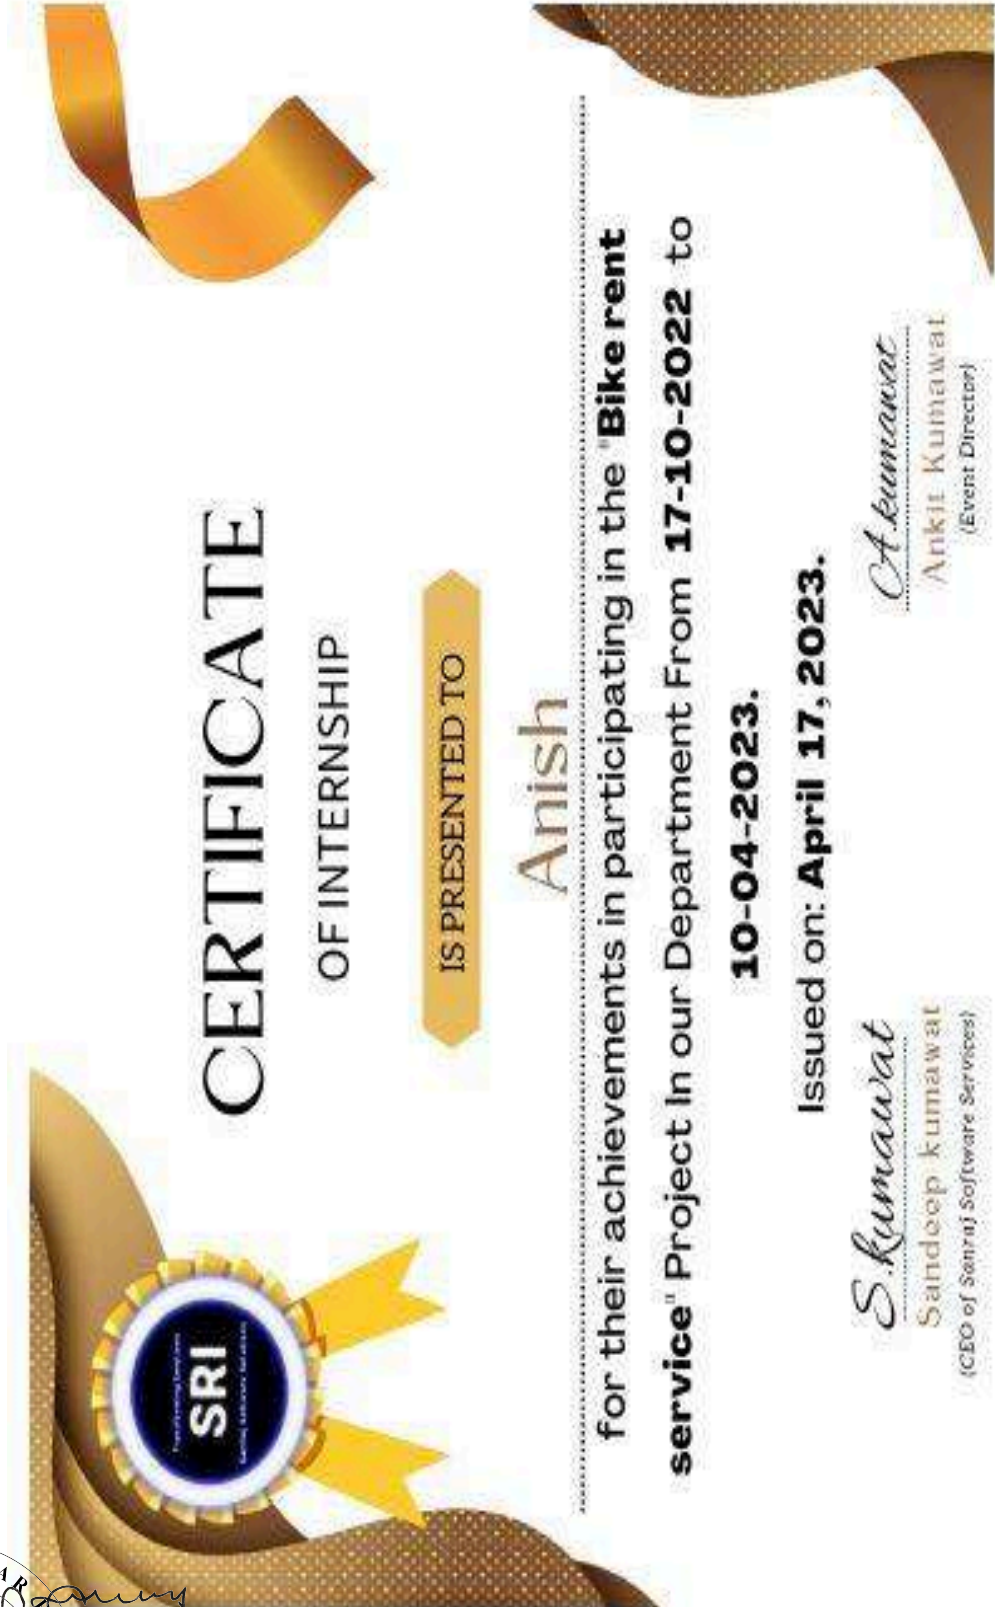 SRI
CERTIFICATE
OF INTERNSHIP
IS PRESENTED TO
Anish
for their achievements in participating in the "Bike rent
service" Project In our Department From 17-10-2022 to
10-04-2023.
Issued on: April 17, 2023.
S.kumawat
A.kumawat
Sandeep kumawat
Ankit Kumawat
(CEO of Sanraj Software Services)
(Event Director)